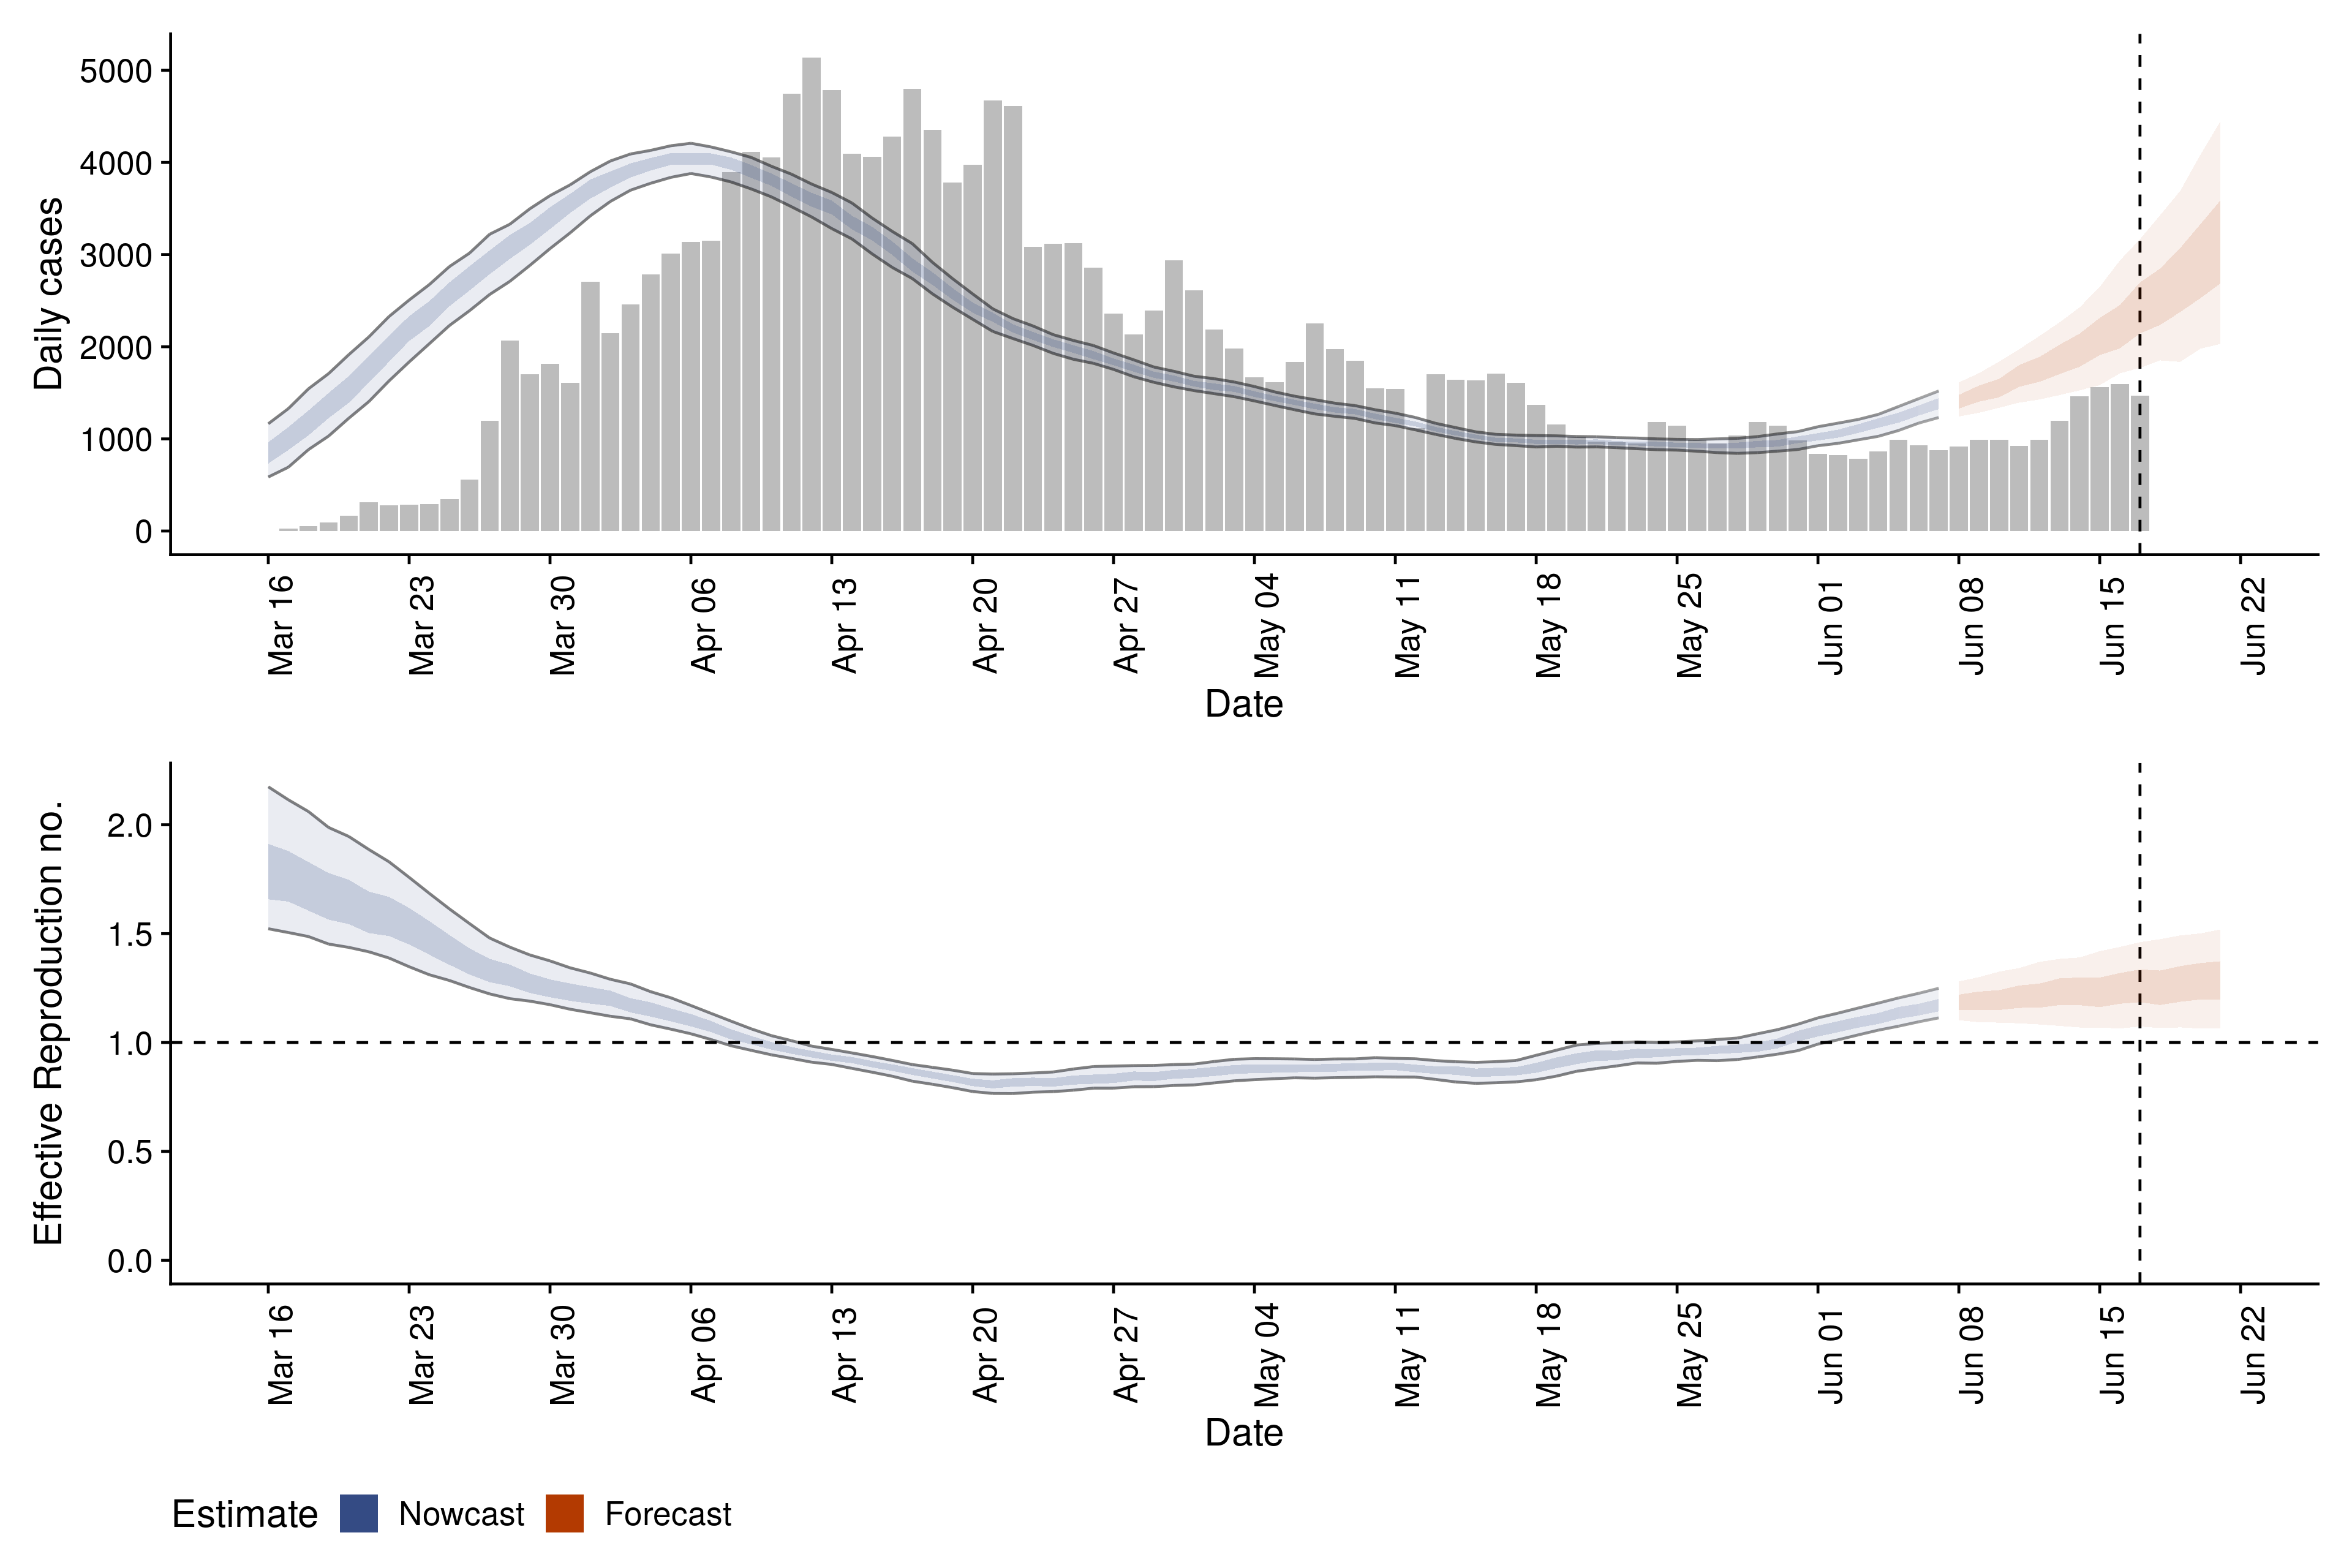 Daily cases
5000
4000
3000
2000
1000
0
Mar 16 Mar 23 Mar 30 Apr 06 Apr 13 Apr 20 Apr 27 May 04 May 11 May 18 May 25 Jun 01 Jun 08 Jun 15 Jun 22
Date
Effective Reproduction no.
2.0
1.5
1.0
0.5
0.0
Mar 16 Mar 23 Mar 30 Apr 06 Apr 13 Apr 20 Apr 27 May 04 May 11 May 18 May 25 Jun 01 Jun 08 Jun 15 Jun 22
Date
Estimate Nowcast Forecast